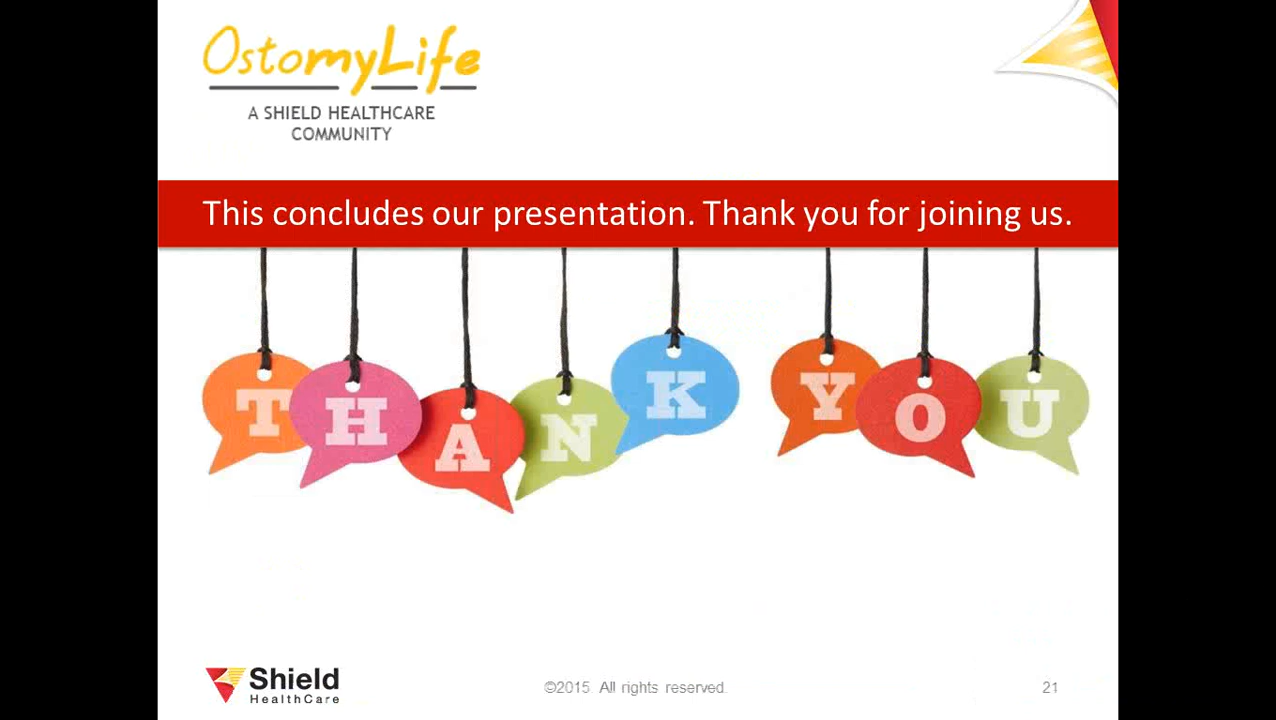 OstomyLife
A SHIELD HEALTHCARE
COMMUNITY
This concludes our presentation. Thank you for joining us.
THANK YOU
Shield
HealthCare
©2015 All rights reserved.
21